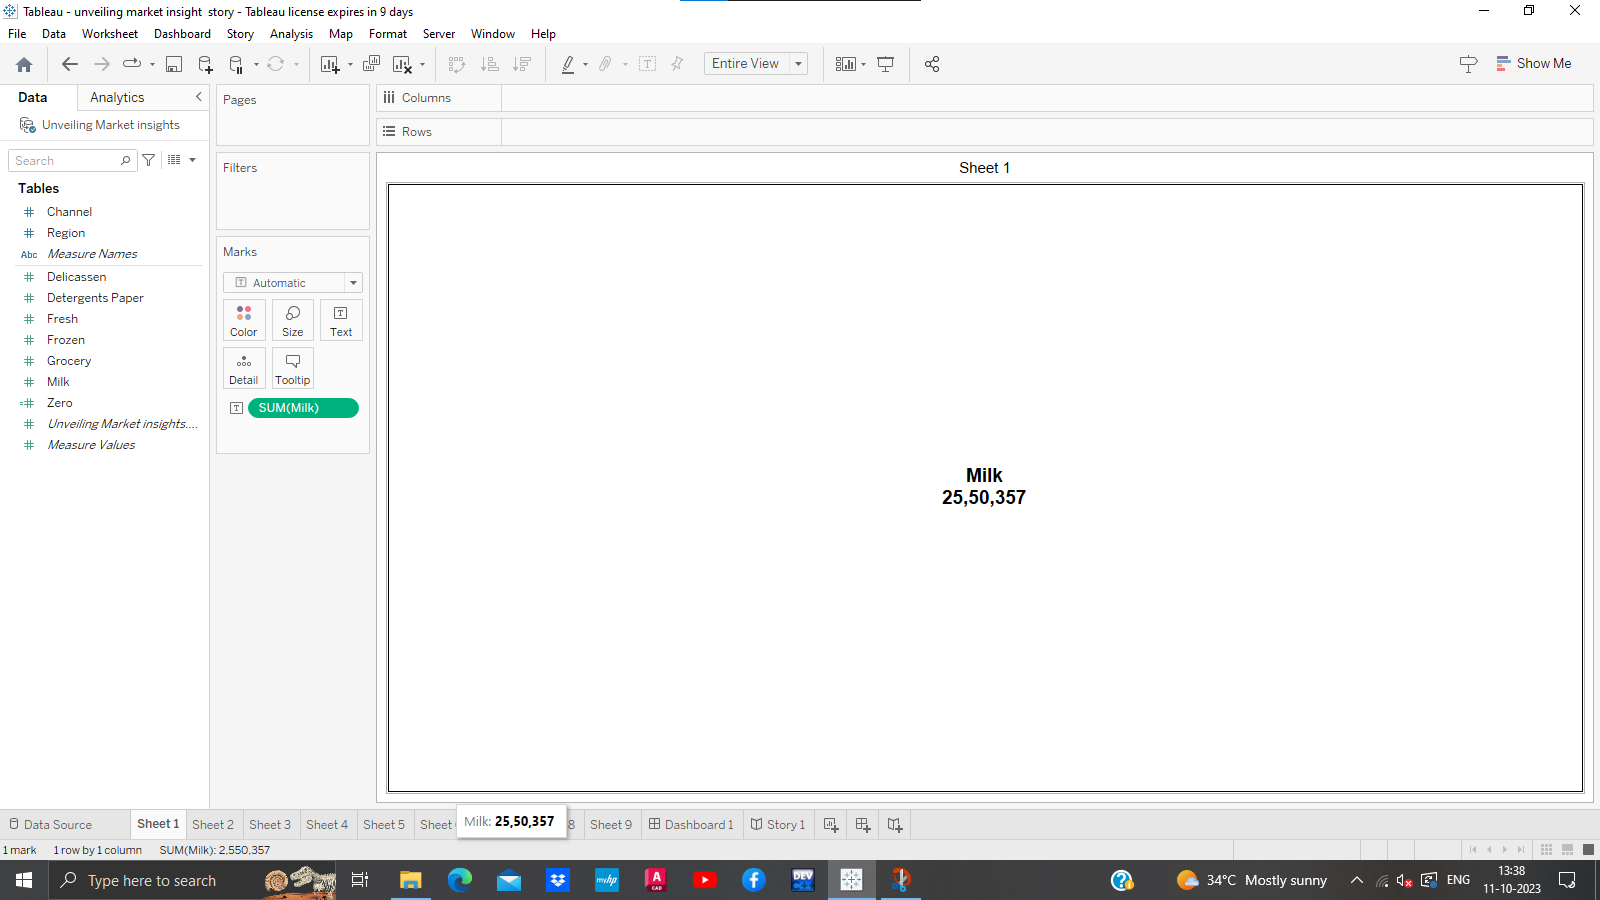 Tableau - unveiling market insight  story - Tableau license expires in 9 days
File Data Worksheet Dashboard Story Analysis Map Format Server Window Help
Entire View
Show Me
Data Analytics
Unveiling Market insights
Search
Tables
Channel
Region
Abc Measure Names
Delicassen
Detergents Paper
Fresh
Frozen
Grocery
Milk
Zero
Unveiling Market insights....
Measure Values
Pages
Filters
Marks
Automatic
Color Size Text
Detail Tooltip
SUM(Milk)
Columns
Rows
Sheet 1
Milk
25,50,357
Data Source Sheet 1 Sheet 2 Sheet 3 Sheet 4 Sheet 5 Sheet 8 Sheet 9 Dashboard 1 Story 1
Milk: 25,50,357
1 mark 1 row by 1 column SUM(Milk): 2,550,357
Type here to search
myhp
A
CAD
DEV
34°C Mostly sunny
ENG
13:38
11-10-2023